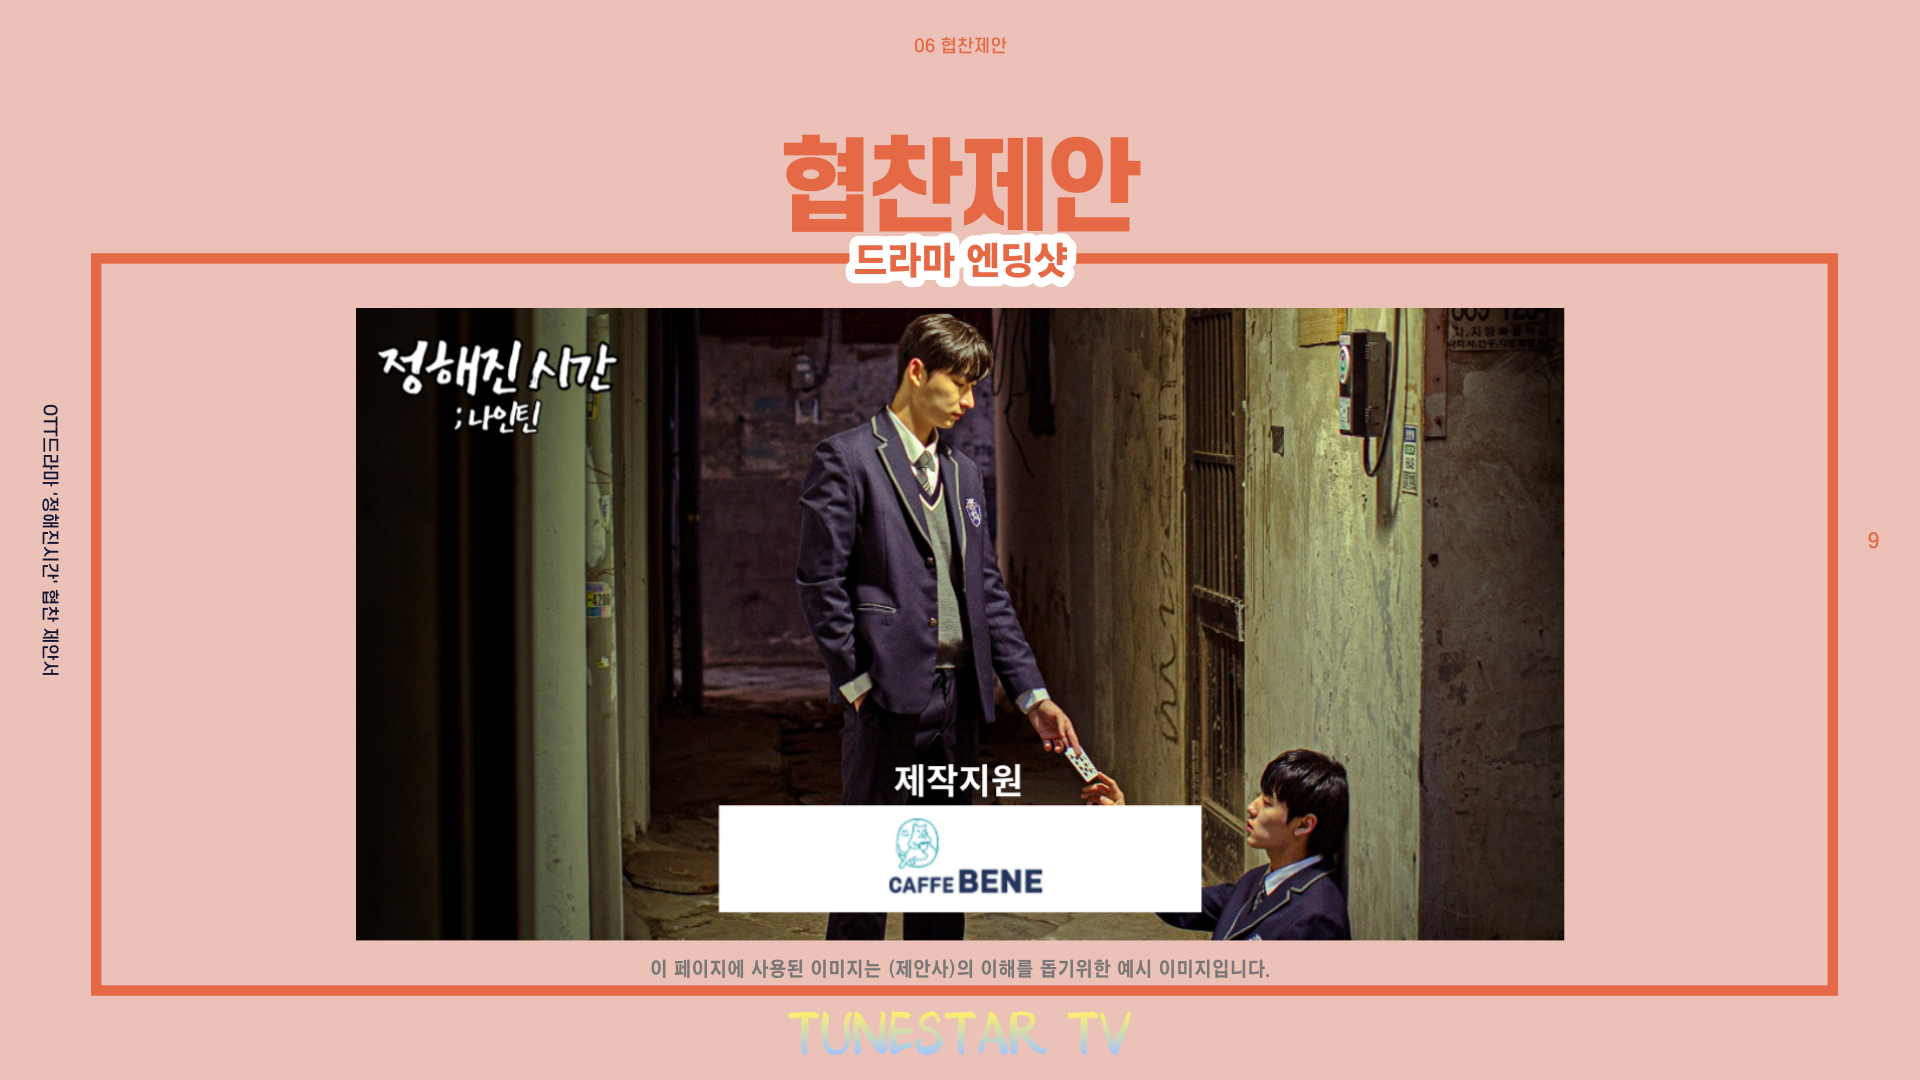 06 협찬제안
협찬제안
드라마 엔딩샷
정해진 시간
; 나인틴
OTT드라마 '정해진시간' 협찬 제안서
9
-4200
제작지원
CAFFE BENE
이 페이지에 사용된 이미지는 (제안사)의 이해를 돕기위한 예시 이미지입니다.
TUNESTAR TV